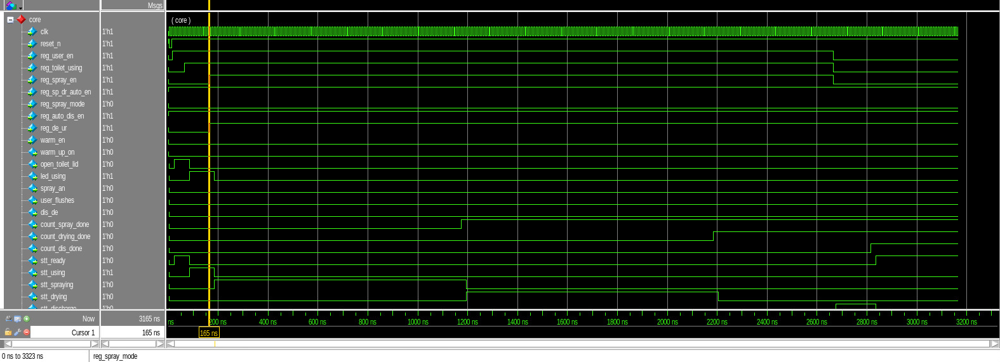 Msgs
core
( core )
clk 1'h1
reset_n 1'h1
reg_user_en 1'h1
reg_toilet_using 1'h1
reg_spray_en 1'h1
reg_sp_dr_auto_en 1'h1
reg_spray_mode 1'h0
reg_auto_dis_en 1'h1
reg_de_ur 1'h1
warm_en 1'h0
warm_up_on 1'h0
open_toilet_lid 1'h0
led_using 1'h1
spray_an 1'h0
user_flushes 1'h0
dis_de 1'h0
count_spray_done 1'h0
count_drying_done 1'h0
count_dis_done 1'h0
stt_ready 1'h0
stt_using 1'h1
stt_spraying 1'h0
stt_drying 1'h0
stt_discharge 1'h0
Now 3165 ns ns 200 ns 400 ns 600 ns 800 ns 1000 ns 1200 ns 1400 ns 1600 ns 1800 ns 2000 ns 2200 ns 2400 ns 2600 ns 2800 ns 3000 ns 3200 ns
Cursor 1 165 ns 165 ns
0 ns to 3323 ns reg_spray_mode